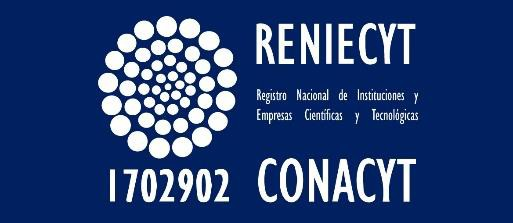 RENIECYT
Registro Nacional de Instituciones y
Empresas Científicas y Tecnológicas
1702902 CONACYT